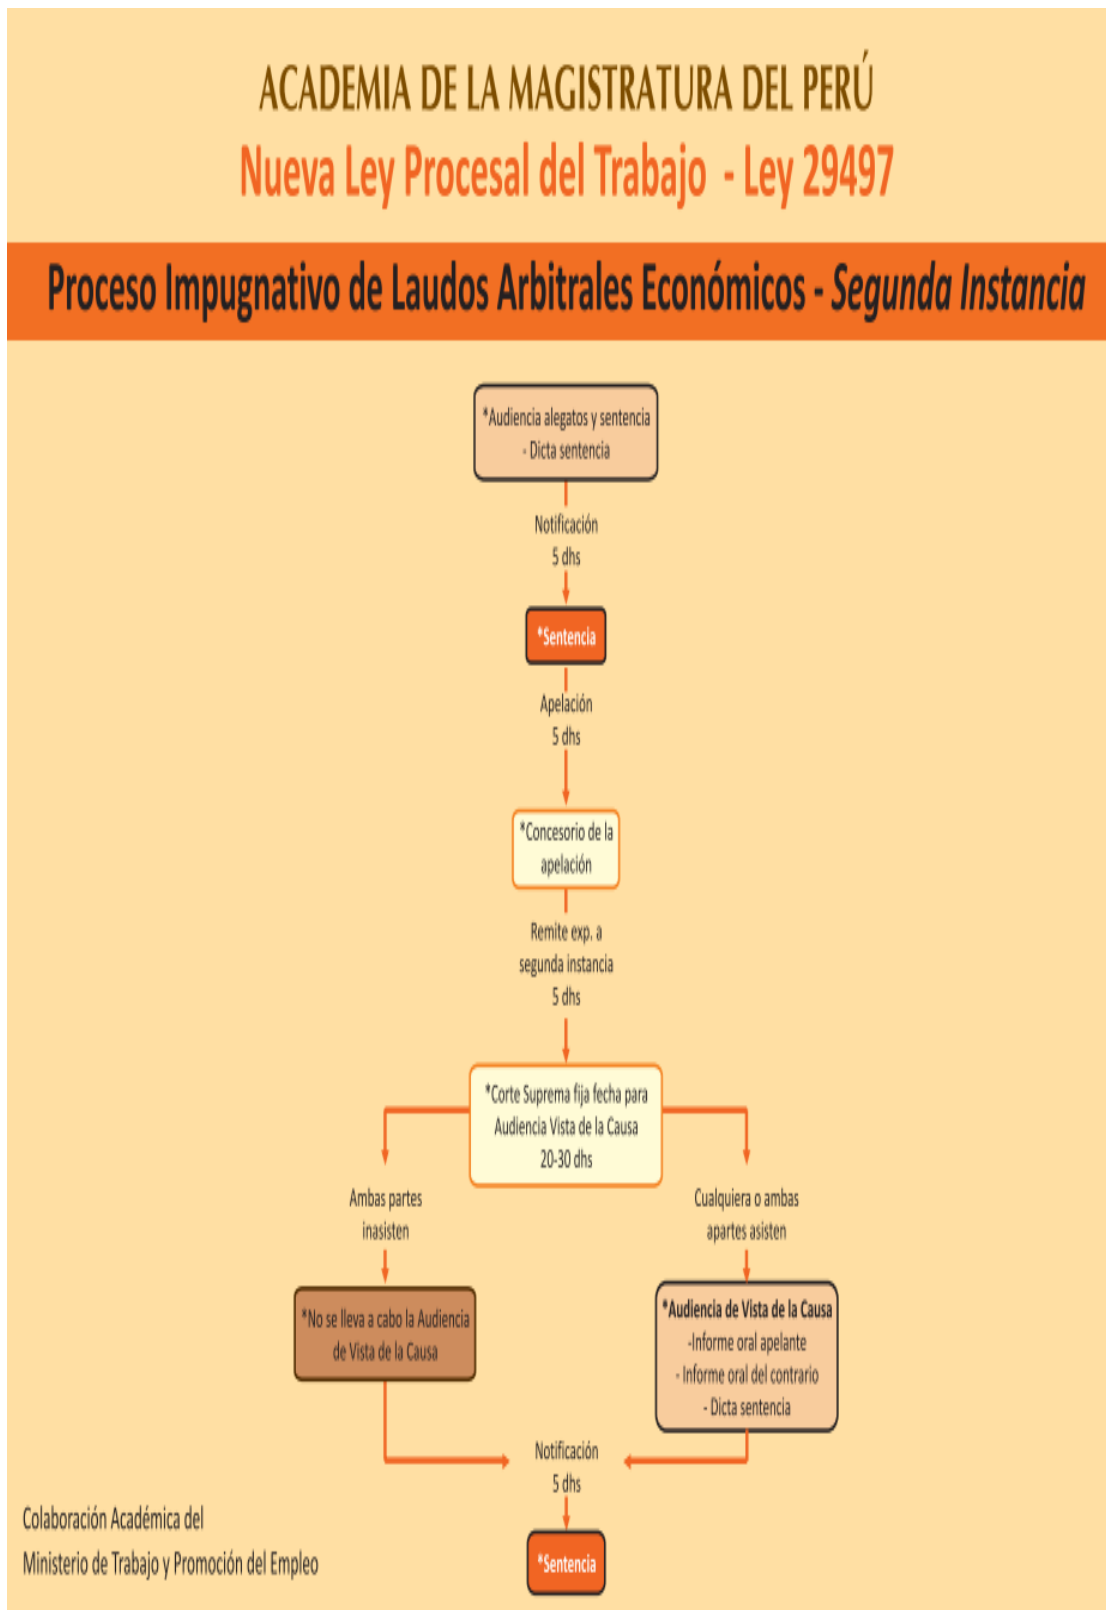 ACADEMIA DE LA MAGISTRATURA DEL PERÚ
Nueva Ley Procesal del Trabajo - Ley 29497
Proceso Impugnativo de Laudos Arbitrales Económicos - Segunda Instancia
*Audiencia alegatos y sentencia
- Dicta sentencia
Notificación
5 dhs
*Sentencia
Apelación
5 dhs
*Concesorio de la
apelación
Remite exp. a
segunda instancia
5 dhs
*Corte Suprema fija fecha para
Audiencia Vista de la Causa
20-30 dhs
Ambas partes
inasisten
Cualquiera o ambas
apartes asisten
*No se lleva a cabo la Audiencia
de Vista de la Causa
*Audiencia de Vista de la Causa
-Informe oral apelante
- Informe oral del contrario
- Dicta sentencia
Notificación
5 dhs
*Sentencia
Colaboración Académica del
Ministerio de Trabajo y Promoción del Empleo